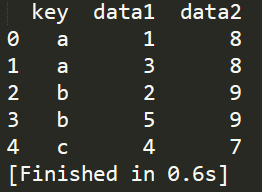 key  data1  data2
0   a      1      8
1   a      3      8
2   b      2      9
3   b      5      9
4   c      4      7
[Finished in 0.6s]